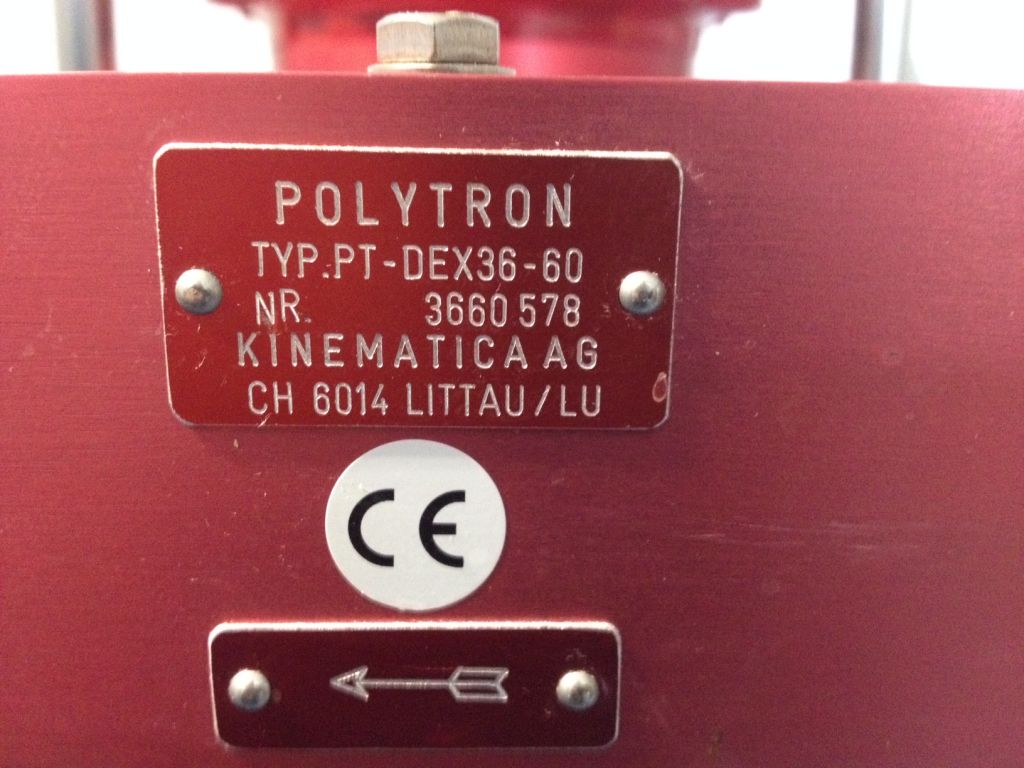 POLYTRON
TYP.:PT-DEX36-60
NR. 3660 578
KINEMATICA AG
CH 6014 LITTAU/LU
CE